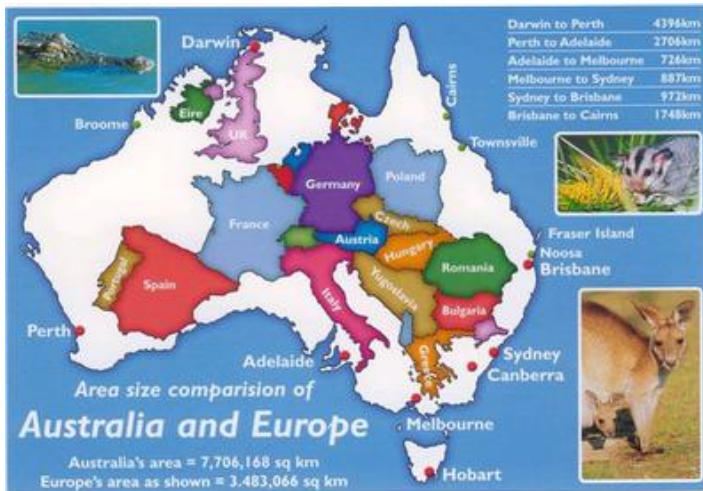 Darwin
Darwin to Perth 4396km
Perth to Adelaide 2706km
Adelaide to Melbourne 726km
Melbourne to Sydney 887km
Sydney to Brisbane 972km
Brisbane to Cairns 1748km
Cairns
Broome
Eire
UK
Townsville
Germany
Poland
France
Czech
Austria
Hungary
Fraser Island
Noosa
Brisbane
Portugal
Spain
Italy
Yugoslavia
Romania
Bulgaria
Perth
Greece
Adelaide
Sydney
Canberra
Melbourne
Hobart
Area size comparision of
Australia and Europe
Australia's area = 7,706,168 sq km
Europe's area as shown = 3.483,066 sq km